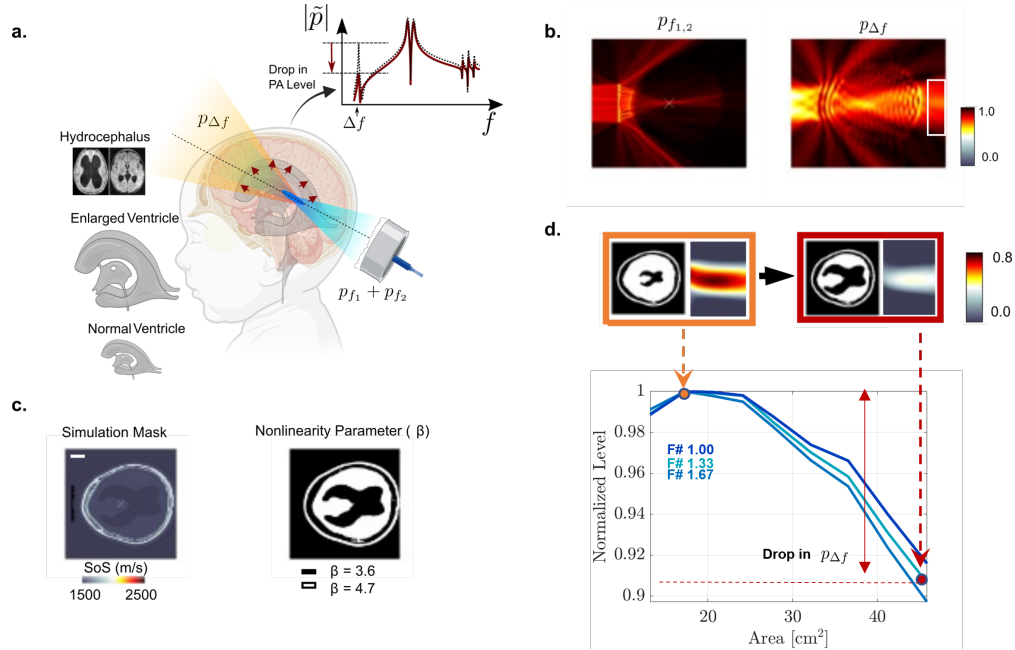 a.
|p̃|
Drop in
PA Level
Δf
f
p_Δf
Hydrocephalus
Enlarged Ventricle
Normal Ventricle
p_f₁ + p_f₂
b.
p_f₁,₂
p_Δf
1.0
0.0
c.
Simulation Mask
SoS (m/s)
1500 2500
Nonlinearity Parameter ( β)
β = 3.6
β = 4.7
d.
0.8
0.0
1
0.98
0.96
0.94
0.92
0.9
Normalized Level
F# 1.00
F# 1.33
F# 1.67
Drop in p_Δf
20 30 40
Area [cm²]